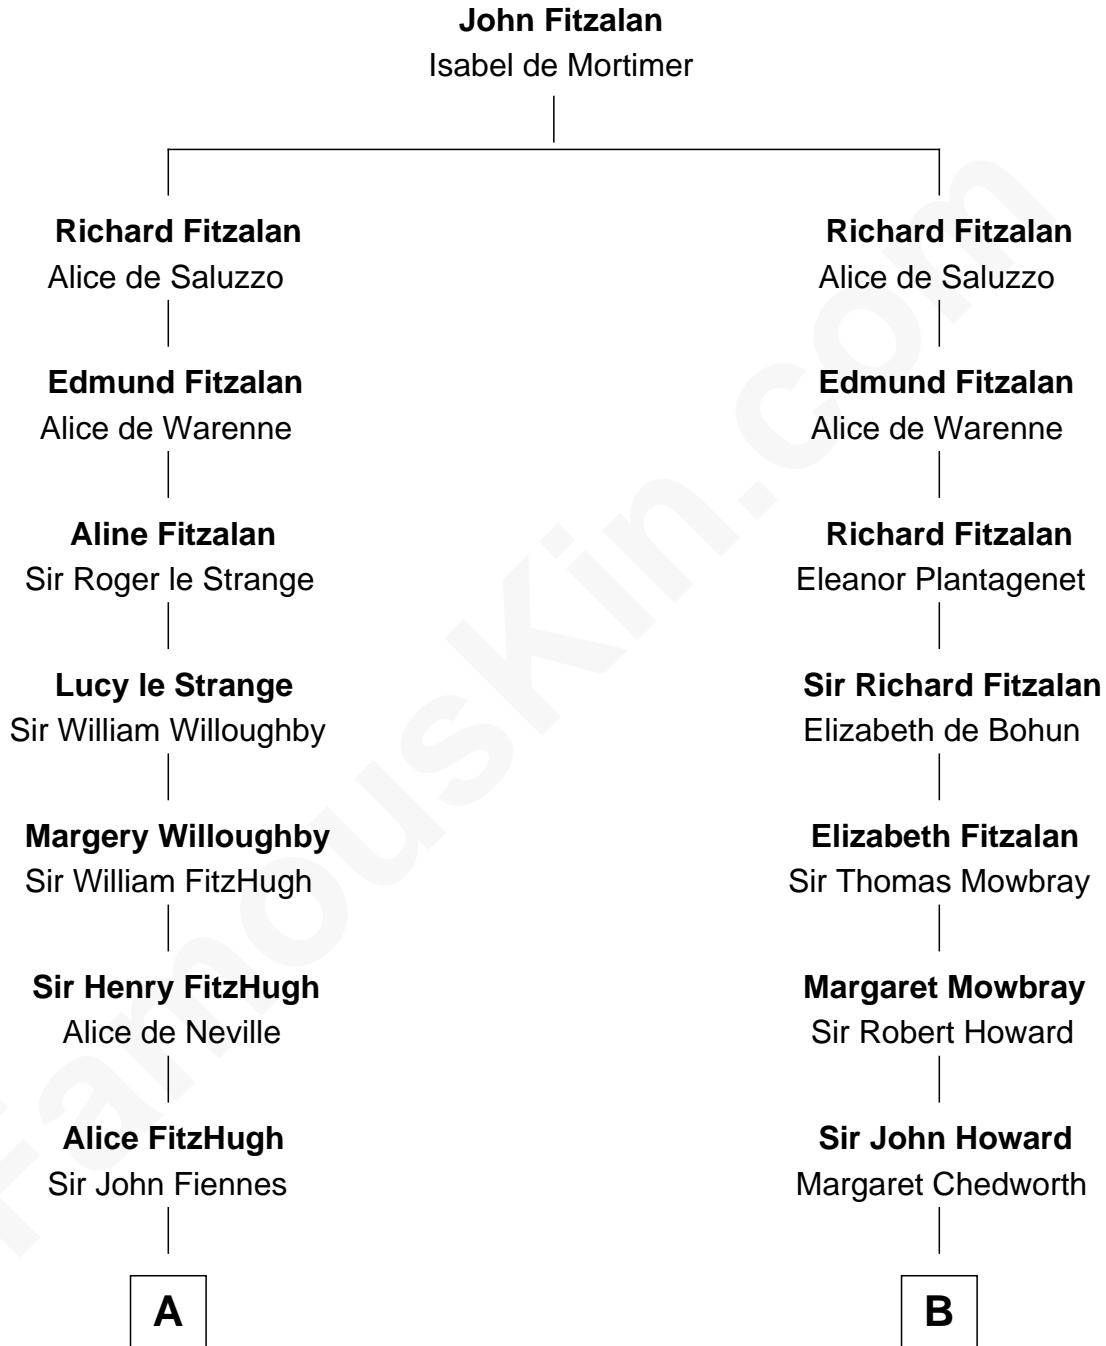 John Fitzalan
Isabel de Mortimer
Richard Fitzalan
Alice de Saluzzo
Edmund Fitzalan
Alice de Warenne
Aline Fitzalan
Sir Roger le Strange
Lucy le Strange
Sir William Willoughby
Margery Willoughby
Sir William FitzHugh
Sir Henry FitzHugh
Alice de Neville
Alice FitzHugh
Sir John Fiennes
A
Richard Fitzalan
Alice de Saluzzo
Edmund Fitzalan
Alice de Warenne
Richard Fitzalan
Eleanor Plantagenet
Sir Richard Fitzalan
Elizabeth de Bohun
Elizabeth Fitzalan
Sir Thomas Mowbray
Margaret Mowbray
Sir Robert Howard
Sir John Howard
Margaret Chedworth
B
FamousKin.com